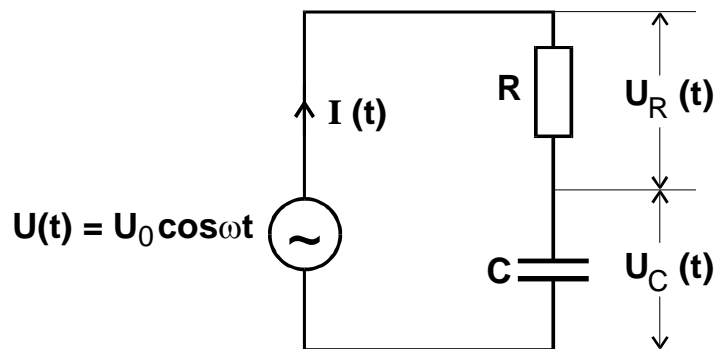 R
U_R (t)
I (t)
U(t) = U_0 cosωt
~
C
U_C (t)